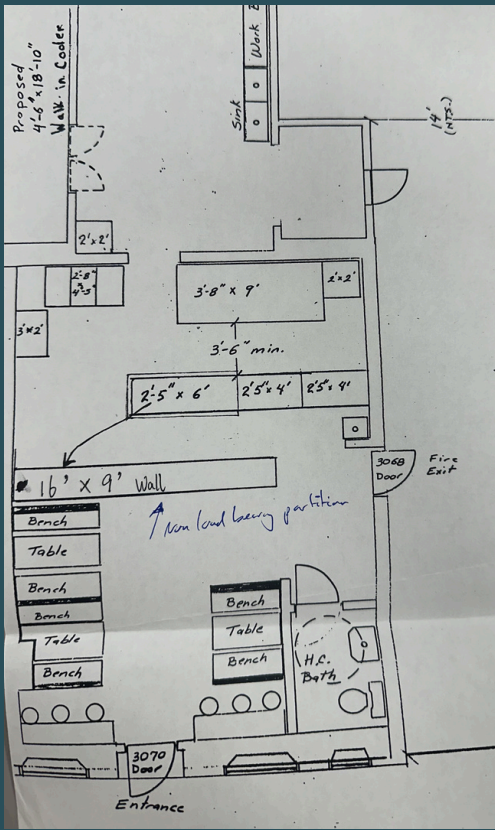 Proposed
4'-6" x 18'-10"
Walk-in Cooler
Sink
Work
14'
(NTS.)
2'x2'
2'-8"
x
4'-5"
3'x2'
3'-8" x 9'
2'x2'
3'-6" min.
2'-5" x 6'
2'5"x 4'
2'5"x 4'
3068
Door
Fire
Exit
16' x 9' Wall
Non load bearing partition
Bench
Table
Bench
Bench
Table
Bench
Bench
Table
Bench
H.C.
Bath
3070
Door
Entrance